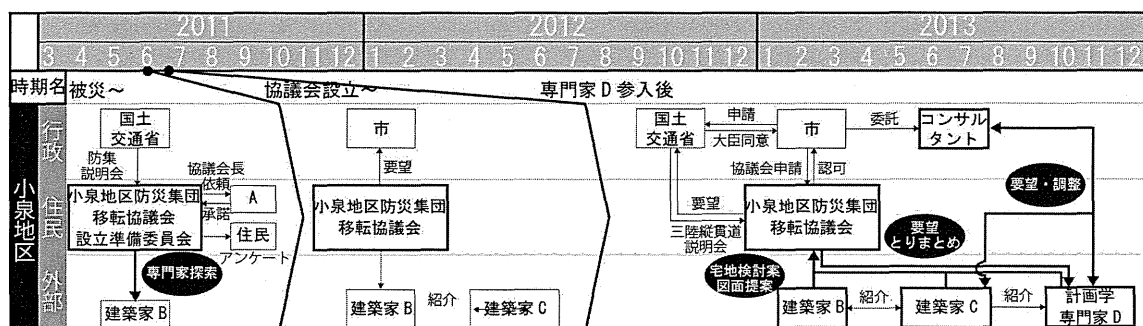 2011 2012 2013
3 4 5 6 7 8 9 10 11 12 1 2 3 4 5 6 7 8 9 10 11 12 1 2 3 4 5 6 7 8 9 10 11 12
時期名 被災～ 協議会設立～ 専門家D参入後
小泉地区
行政
国土
交通省
防集
説明会
市
要望
国土
交通省
申請
大臣同意
市
委託
コンサル
タント
協議会申請
認可
住民
小泉地区防災集団
移転協議会
設立準備委員会
協議会長
依頼
承諾
A
住民
アンケート
専門家探索
小泉地区防災集団
移転協議会
要望
三陸縦貫道
説明会
小泉地区防災集団
移転協議会
要望・調整
要望
とりまとめ
外部
建築家B
建築家B
紹介
建築家C
宅地検討案
図面提案
建築家B
紹介
建築家C
紹介
計画学
専門家D